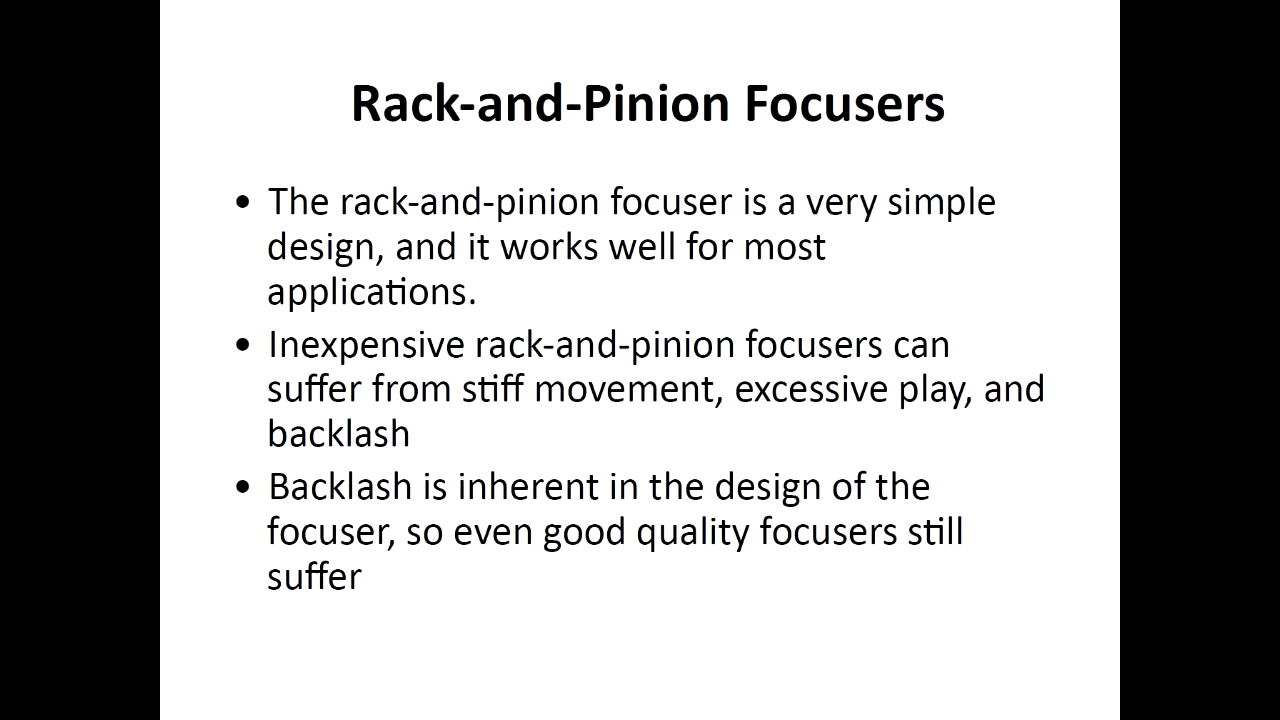 Rack-and-Pinion Focusers
• The rack-and-pinion focuser is a very simple
design, and it works well for most
applications.
• Inexpensive rack-and-pinion focusers can
suffer from stiff movement, excessive play, and
backlash
• Backlash is inherent in the design of the
focuser, so even good quality focusers still
suffer